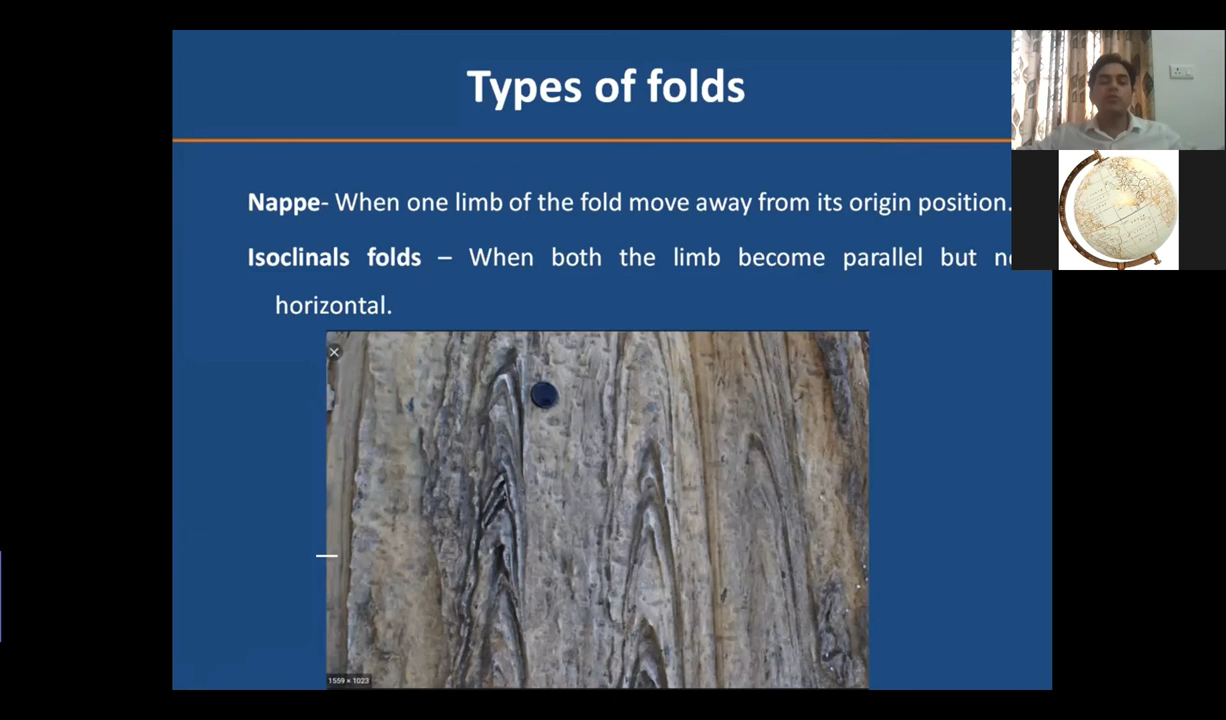 Types of folds
Nappe- When one limb of the fold move away from its origin position.
Isoclinals folds – When both the limb become parallel but
horizontal.
1559 × 1023